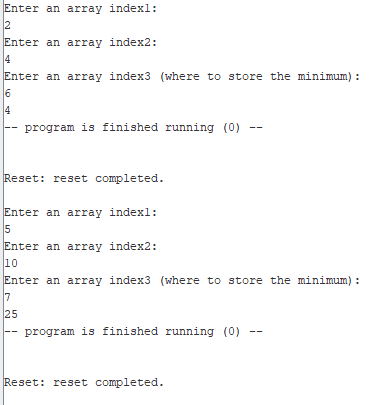 Enter an array index1:
2
Enter an array index2:
4
Enter an array index3 (where to store the minimum):
6
4
-- program is finished running (0) --
Reset: reset completed.
Enter an array index1:
5
Enter an array index2:
10
Enter an array index3 (where to store the minimum):
7
25
-- program is finished running (0) --
Reset: reset completed.